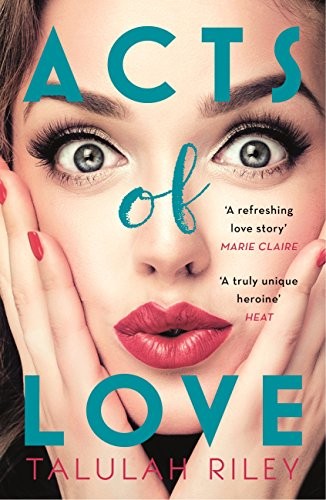 ACTS
of
'A refreshing
love story'
MARIE CLAIRE
'A truly unique
heroine'
HEAT
LOVE
TALULAH RILEY